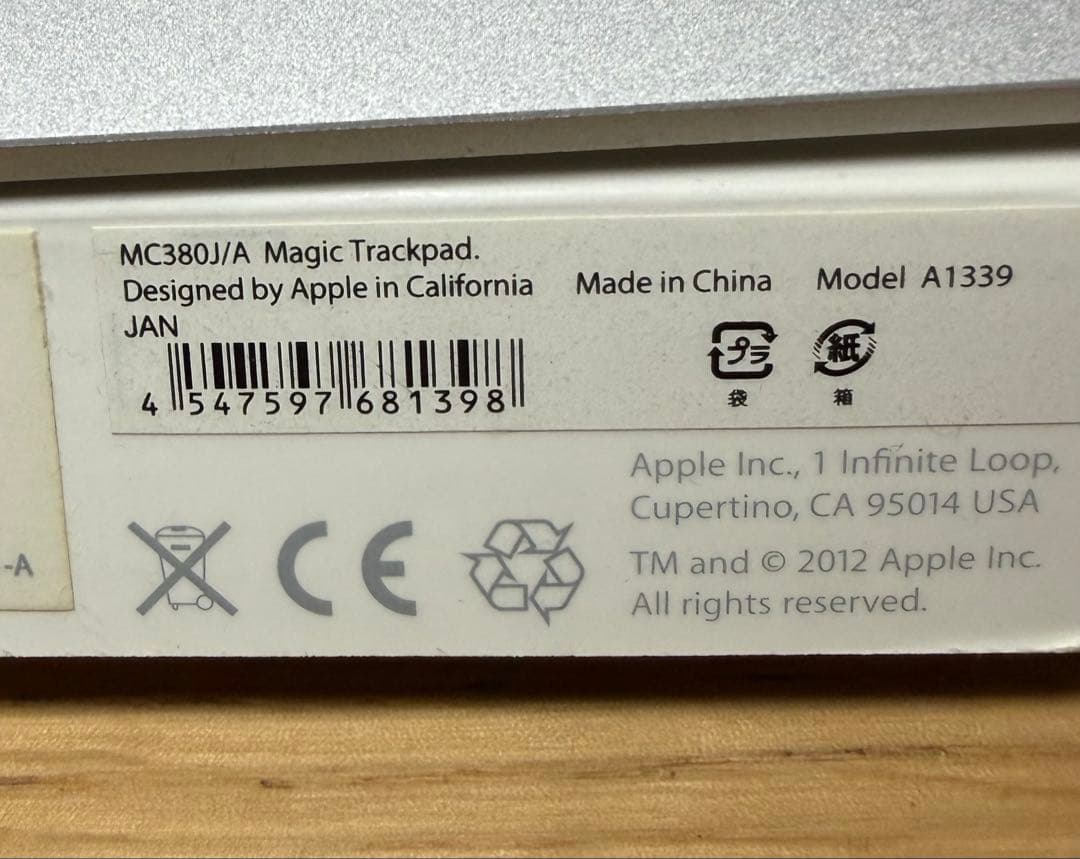 MC380J/A Magic Trackpad.
Designed by Apple in California Made in China Model A1339
JAN
4 547597 681398
プラ 紙
袋 箱
Apple Inc., 1 Infinite Loop,
Cupertino, CA 95014 USA
-A
CE
TM and © 2012 Apple Inc.
All rights reserved.